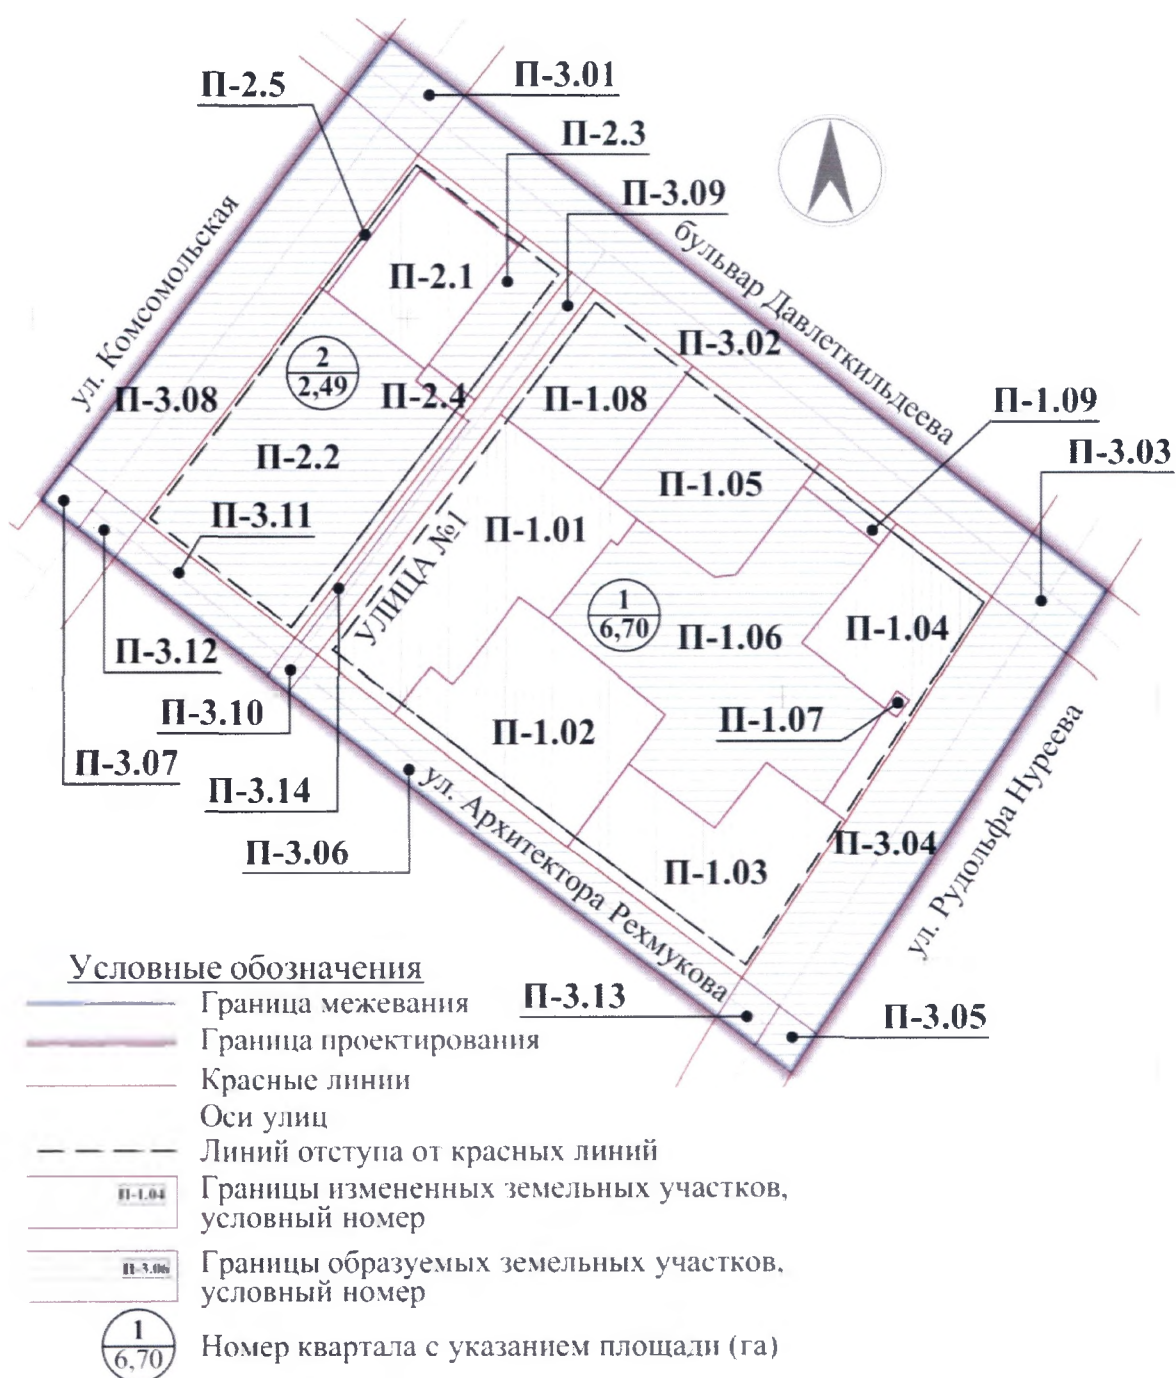 П-3.01
П-2.5
П-2.3
П-3.09
ул. Комсомольская
бульвар Давлеткильдеева
П-2.1
П-3.02
2
2,49
П-3.08
П-2.4
П-1.08
П-1.09
П-3.03
П-2.2
П-1.05
П-3.11
П-1.01
УЛИЦА №1
1
6,70
П-1.06
П-1.04
П-3.12
П-3.10
П-1.07
П-1.02
П-3.07
П-3.14
ул. Архитектора Рехмукова
ул. Рудольфа Нуреева
П-3.06
П-3.04
П-1.03
П-3.13
П-3.05
Условные обозначения
Граница межевания
Граница проектирования
Красные линии
Оси улиц
Линий отступа от красных линий
П-1.04
Границы измененных земельных участков,
условный номер
П-3.06
Границы образуемых земельных участков,
условный номер
1
6,70
Номер квартала с указанием площади (га)